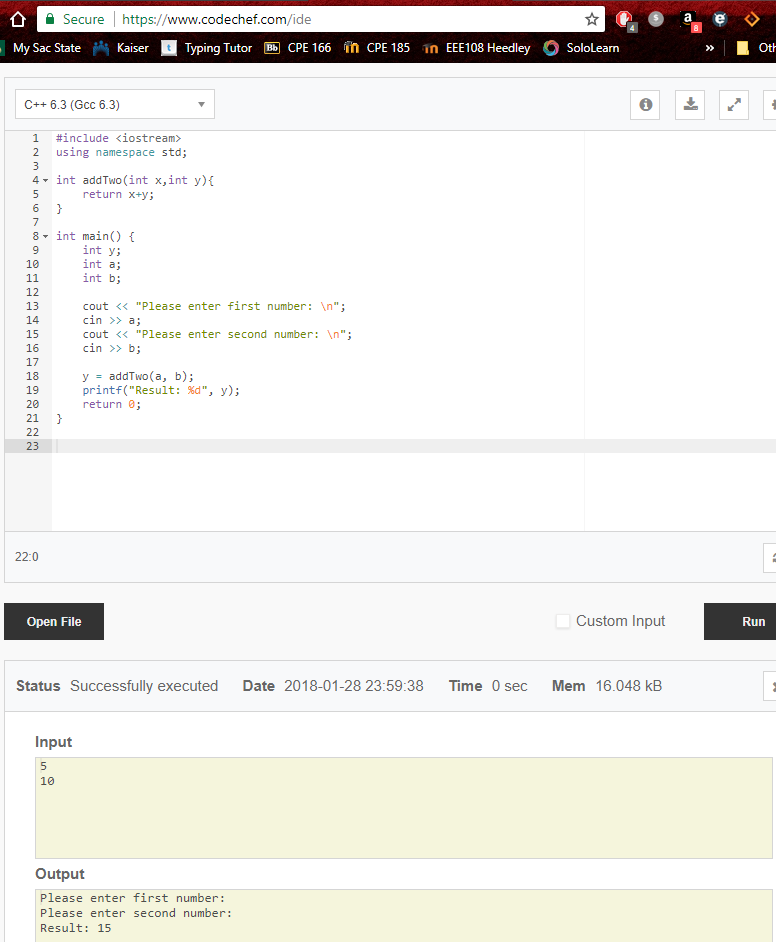 Secure | https://www.codechef.com/ide
4 $ a 8 e
My Sac State Kaiser t Typing Tutor Bb CPE 166 m CPE 185 m EEE108 Heedley SoloLearn » Oth
C++ 6.3 (Gcc 6.3)
1 #include <iostream>
2 using namespace std;
3
4 int addTwo(int x,int y){
5     return x+y;
6 }
7
8 int main() {
9     int y;
10     int a;
11     int b;
12
13     cout << "Please enter first number: \n";
14     cin >> a;
15     cout << "Please enter second number: \n";
16     cin >> b;
17
18     y = addTwo(a, b);
19     printf("Result: %d", y);
20     return 0;
21 }
22
23
22:0
Open File Custom Input Run
Status Successfully executed Date 2018-01-28 23:59:38 Time 0 sec Mem 16.048 kB
Input
5
10
Output
Please enter first number:
Please enter second number:
Result: 15